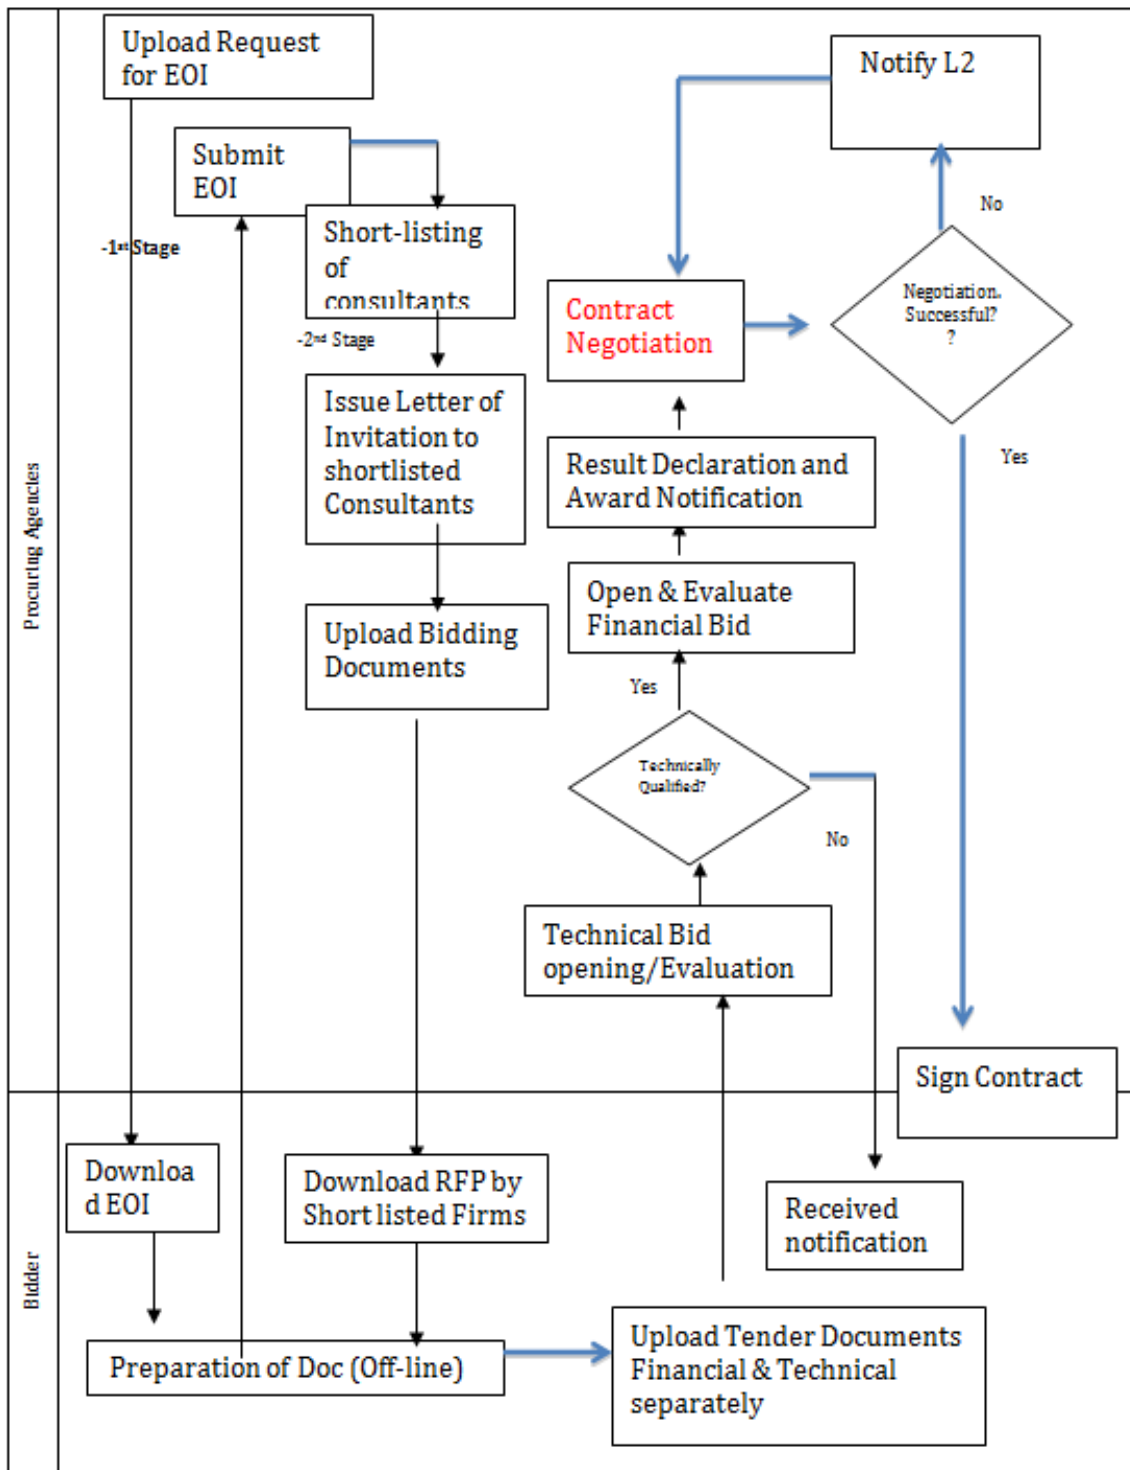 Upload Request
for EOI
Submit
EOI
-1st Stage
Short-listing
of
consultants
-2nd Stage
Issue Letter of
Invitation to
shortlisted
Consultants
Upload Bidding
Documents
Notify L2
No
Negotiation.
Successful?
?
Yes
Contract
Negotiation
Result Declaration and
Award Notification
Open & Evaluate
Financial Bid
Yes
Technically
Qualified?
No
Technical Bid
opening/Evaluation
Sign Contract
Procuring Agencies
Downloa
d EOI
Download RFP by
Short listed Firms
Received
notification
Preparation of Doc (Off-line)
Upload Tender Documents
Financial & Technical
separately
Bidder